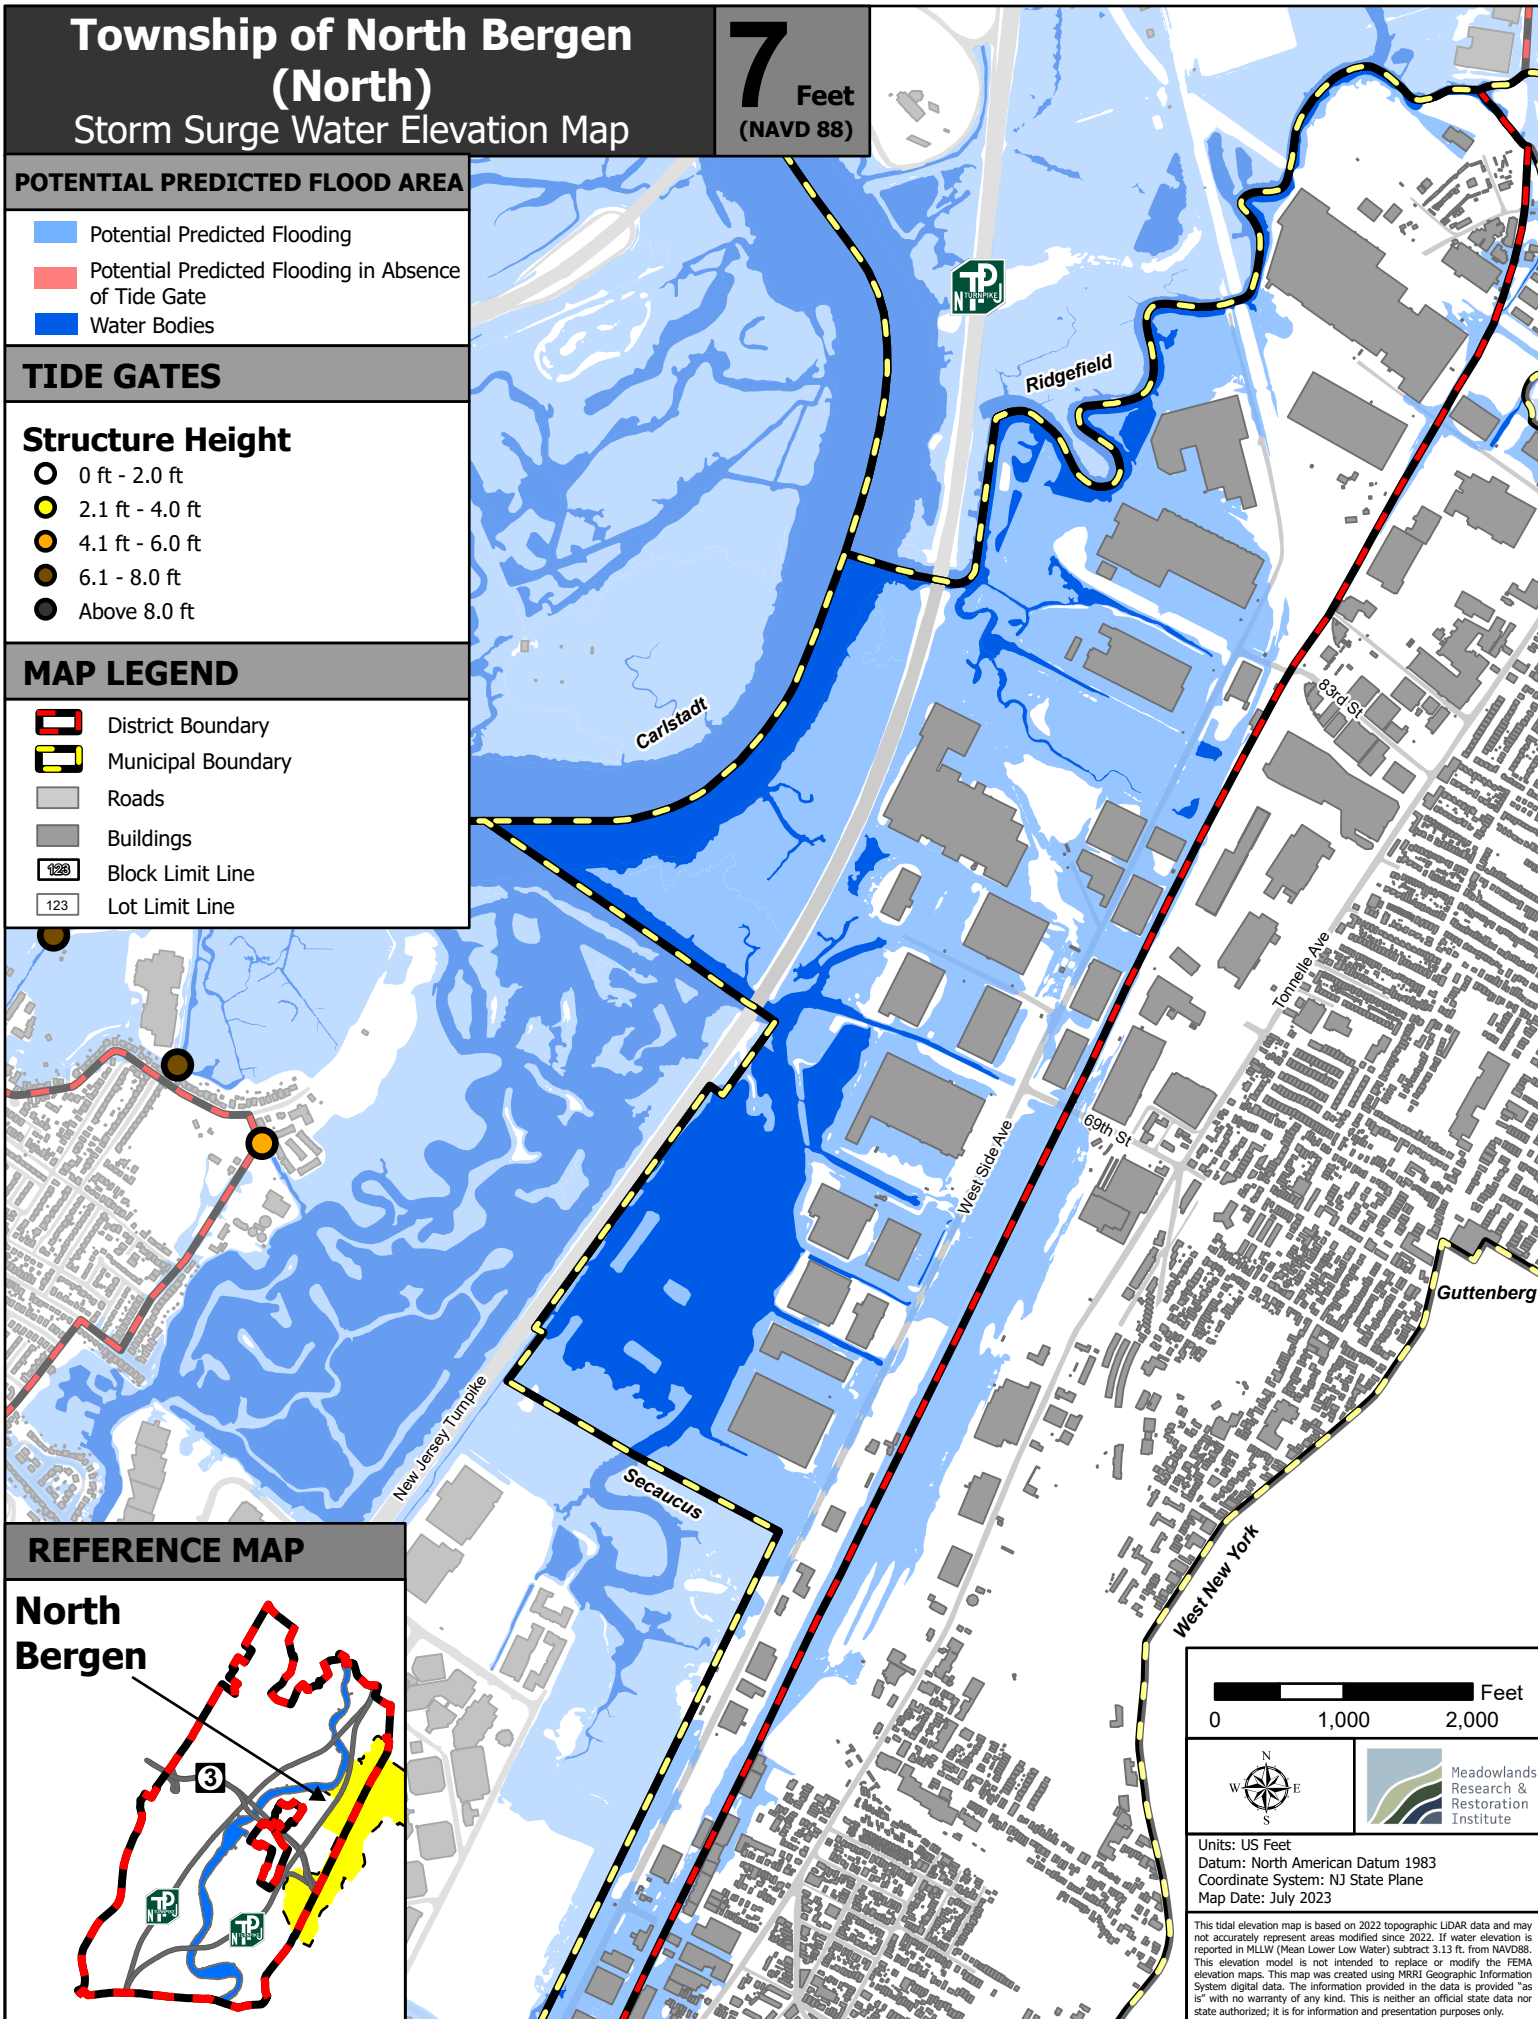 Township of North Bergen
(North)
Storm Surge Water Elevation Map
7 Feet
(NAVD 88)
POTENTIAL PREDICTED FLOOD AREA
Potential Predicted Flooding
Potential Predicted Flooding in Absence
of Tide Gate
Water Bodies
TIDE GATES
Structure Height
0 ft - 2.0 ft
2.1 ft - 4.0 ft
4.1 ft - 6.0 ft
6.1 - 8.0 ft
Above 8.0 ft
MAP LEGEND
District Boundary
Municipal Boundary
Roads
Buildings
123 Block Limit Line
123 Lot Limit Line
N TP J
TURNPIKE
Ridgefield
Carlstadt
83rd St
Tonnelle Ave
69th St
West Side Ave
Guttenberg
New Jersey Turnpike
Secaucus
West New York
REFERENCE MAP
North
Bergen
3
N TP J
TURNPIKE
N TP J
TURNPIKE
Feet
0 1,000 2,000
N
W E
S
Meadowlands
Research &
Restoration
Institute
Units: US Feet
Datum: North American Datum 1983
Coordinate System: NJ State Plane
Map Date: July 2023
This tidal elevation map is based on 2022 topographic LiDAR data and may
not accurately represent areas modified since 2022. If water elevation is
reported in MLLW (Mean Lower Low Water) subtract 3.13 ft. from NAVD88.
This elevation model is not intended to replace or modify the FEMA
elevation maps. This map was created using MRRI Geographic Information
System digital data. The information provided in the data is provided "as
is" with no warranty of any kind. This is neither an official state data nor
state authorized; it is for information and presentation purposes only.